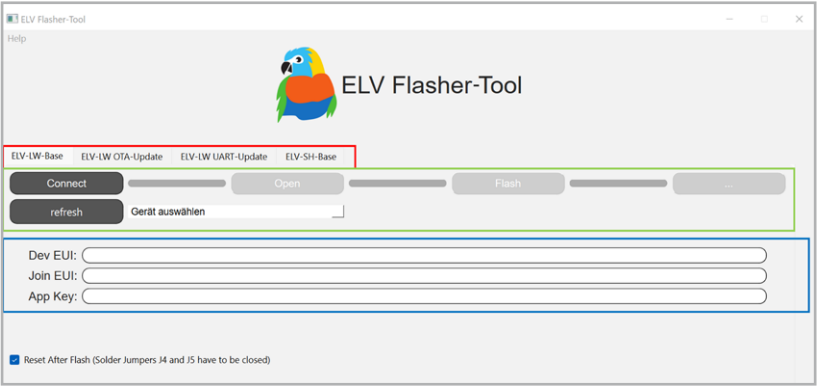 ELV Flasher-Tool
Help
ELV Flasher-Tool
ELV-LW-Base ELV-LW OTA-Update ELV-LW UART-Update ELV-SH-Base
Connect Open Flash ...
refresh Gerät auswählen
Dev EUI:
Join EUI:
App Key:
Reset After Flash (Solder Jumpers J4 and J5 have to be closed)